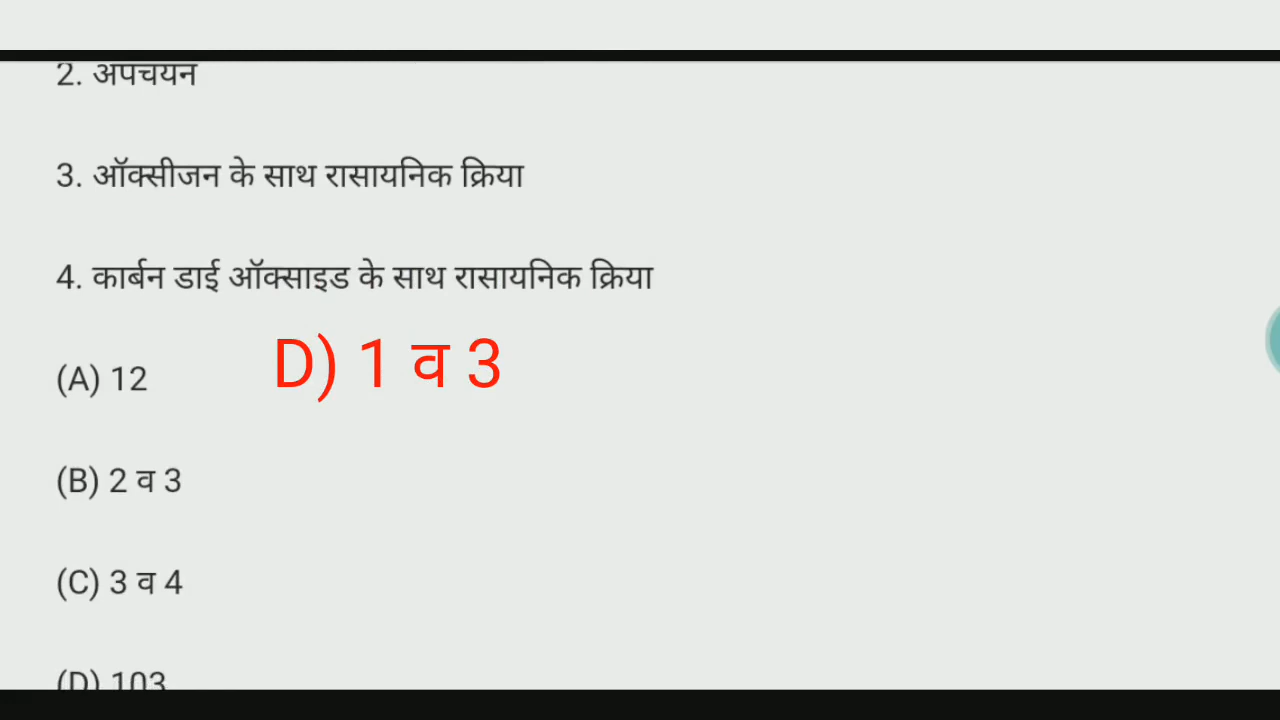 2. अपचयन
3. ऑक्सीजन के साथ रासायनिक क्रिया
4. कार्बन डाई ऑक्साइड के साथ रासायनिक क्रिया
D) 1 व 3
(A) 12
(B) 2 व 3
(C) 3 व 4
(D) 103